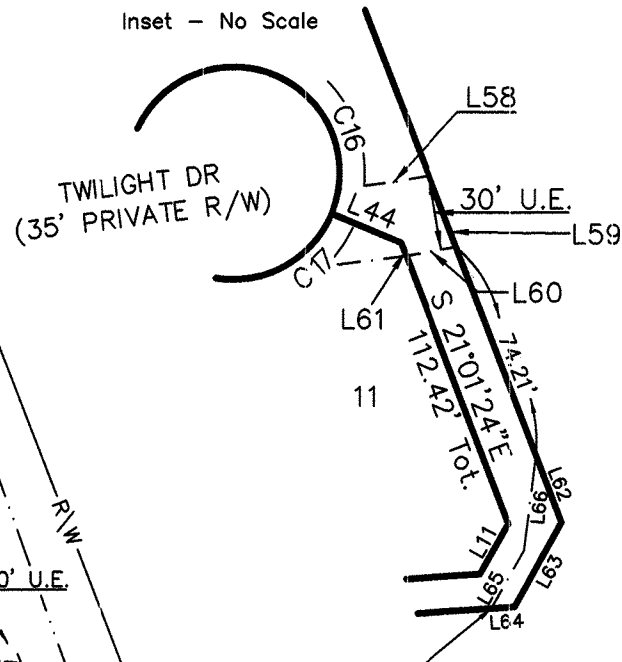 Inset – No Scale
L58
C16
TWILIGHT DR
(35' PRIVATE R/W)
30' U.E.
L44
L59
C17
L60
L61
S 21°01'24"E
112.42' Tot.
74.21'
11
R\W
L62
L66
L11
L63
0' U.E.
L65
L64